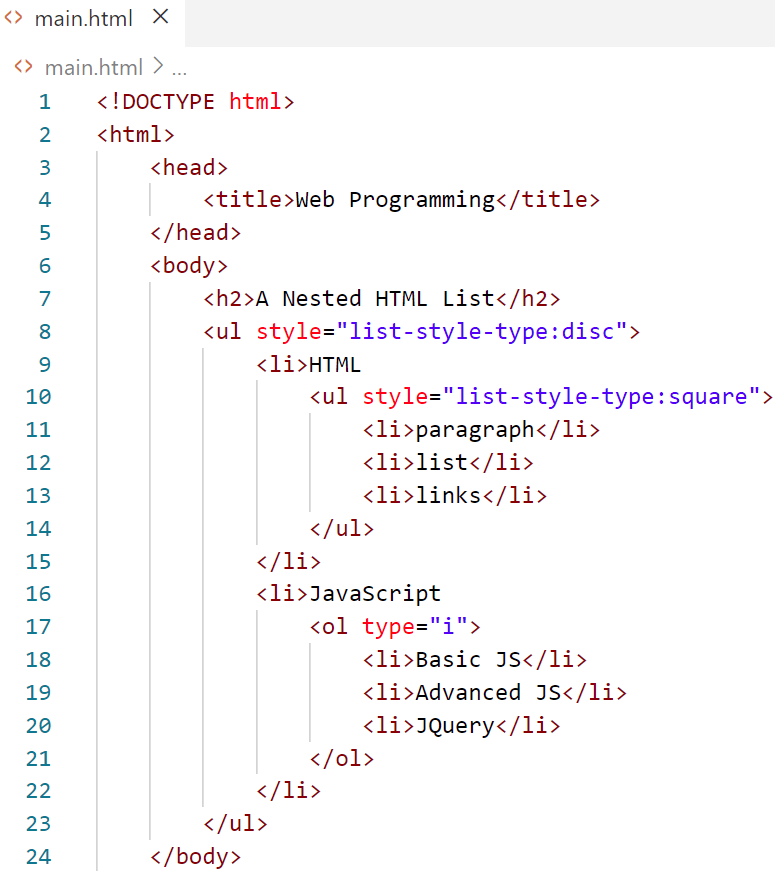 main.html
main.html > ...
1 <!DOCTYPE html>
2 <html>
3     <head>
4         <title>Web Programming</title>
5     </head>
6     <body>
7         <h2>A Nested HTML List</h2>
8         <ul style="list-style-type:disc">
9             <li>HTML
10                 <ul style="list-style-type:square">
11                     <li>paragraph</li>
12                     <li>list</li>
13                     <li>links</li>
14                 </ul>
15             </li>
16             <li>JavaScript
17                 <ol type="i">
18                     <li>Basic JS</li>
19                     <li>Advanced JS</li>
20                     <li>JQuery</li>
21                 </ol>
22             </li>
23         </ul>
24     </body>